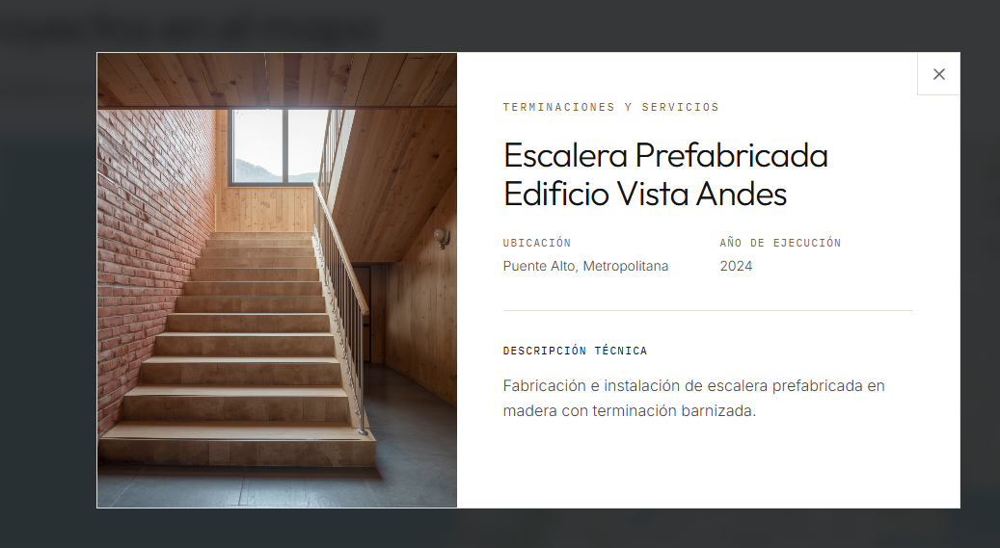 TERMINACIONES Y SERVICIOS
Escalera Prefabricada
Edificio Vista Andes
UBICACIÓN
AÑO DE EJECUCIÓN
Puente Alto, Metropolitana
2024
DESCRIPCIÓN TÉCNICA
Fabricación e instalación de escalera prefabricada en
madera con terminación barnizada.